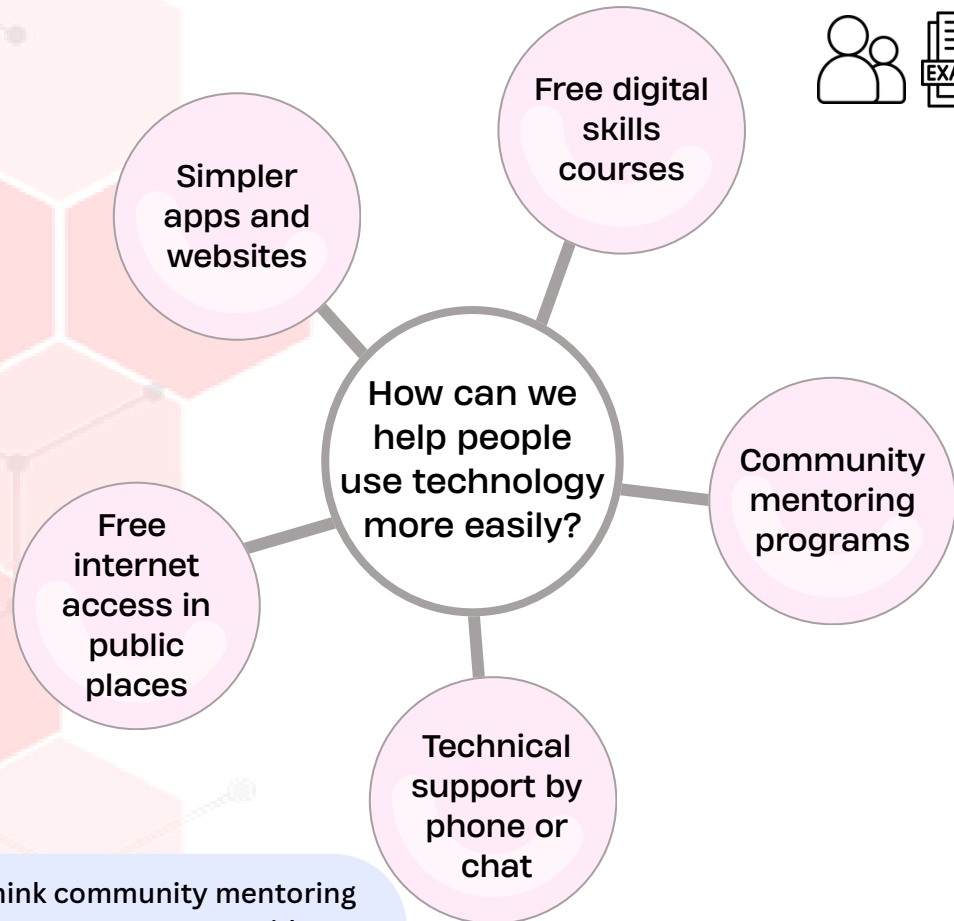 Free digital
skills
courses
Simpler
apps and
websites
How can we
help people
use technology
more easily?
Community
mentoring
programs
Free
internet
access in
public
places
Technical
support by
phone or
chat
community mentoring